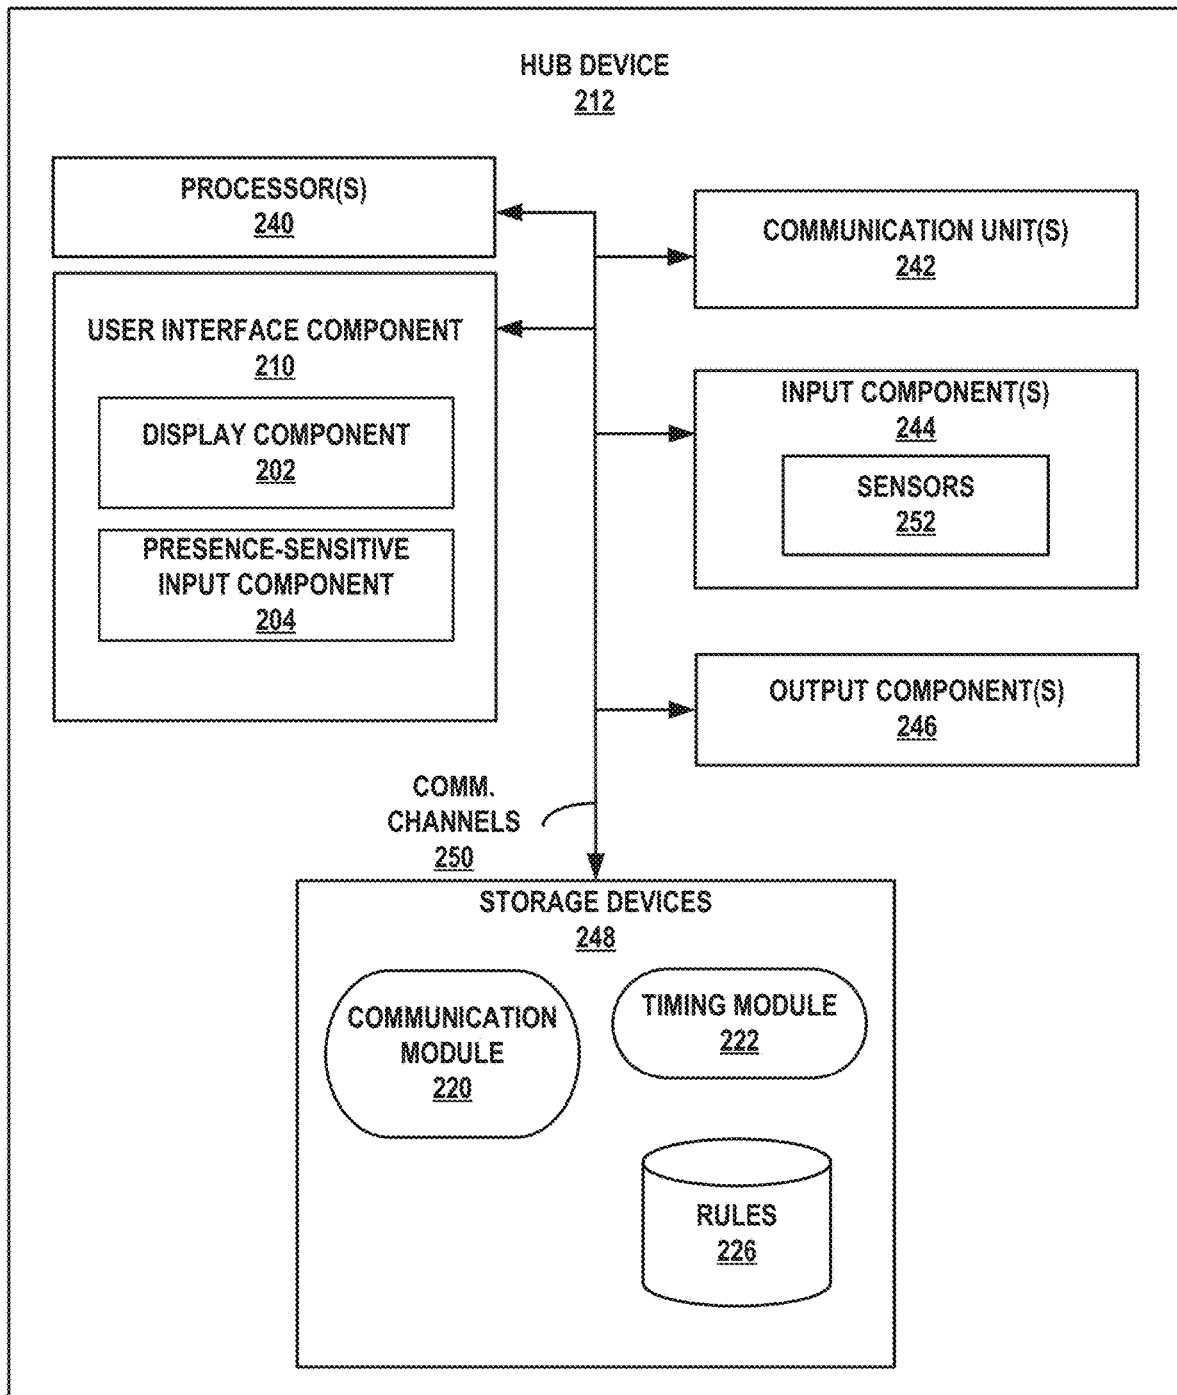 HUB DEVICE
212
PROCESSOR(S)
240
COMMUNICATION UNIT(S)
242
USER INTERFACE COMPONENT
210
DISPLAY COMPONENT
202
PRESENCE-SENSITIVE
INPUT COMPONENT
204
INPUT COMPONENT(S)
244
SENSORS
252
OUTPUT COMPONENT(S)
246
COMM.
CHANNELS
250
STORAGE DEVICES
248
COMMUNICATION
MODULE
220
TIMING MODULE
222
RULES
226